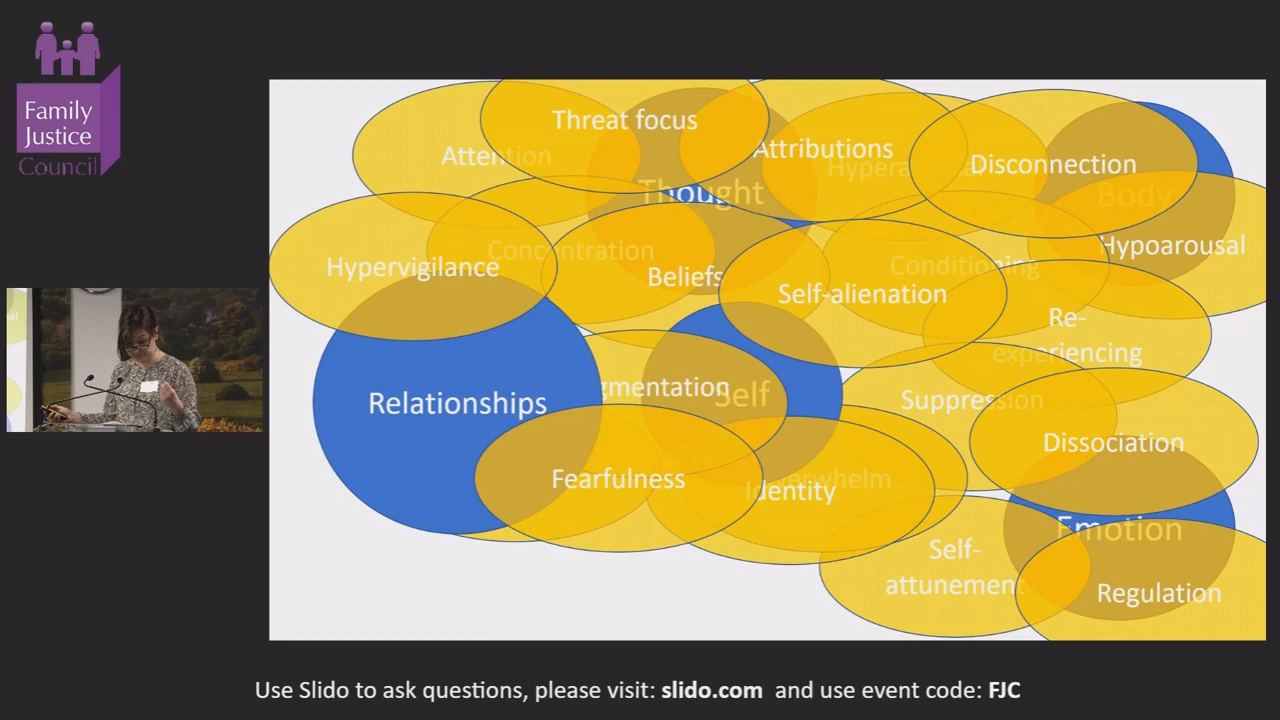 Family
Justice
Council
Threat focus
Attention
Attributions
Disconnection
Thought
Body
Concentration
Hypoarousal
Hypervigilance
Beliefs
Conditioning
Self-alienation
Re-
experiencing
gmentation
Self
Suppression
Relationships
Dissociation
Fearfulness
Identity
Emotion
Self-
attunement
Regulation
Use Slido to ask questions, please visit: slido.com and use event code: FJC